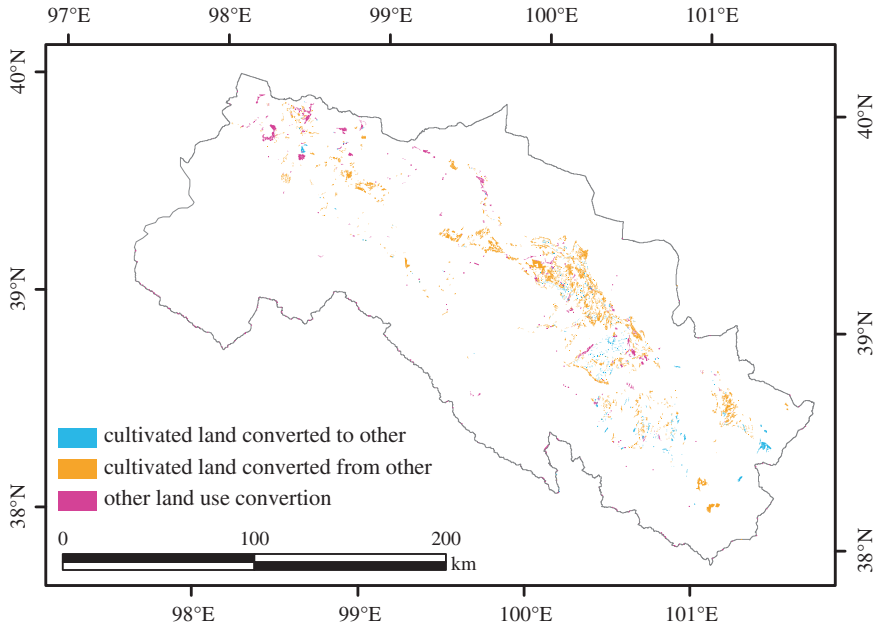 97°E 98°E 99°E 100°E 101°E
40°N
40°N
39°N
39°N
38°N
38°N
cultivated land converted to other
cultivated land converted from other
other land use convertion
0 100 200
km
98°E 99°E 100°E 101°E